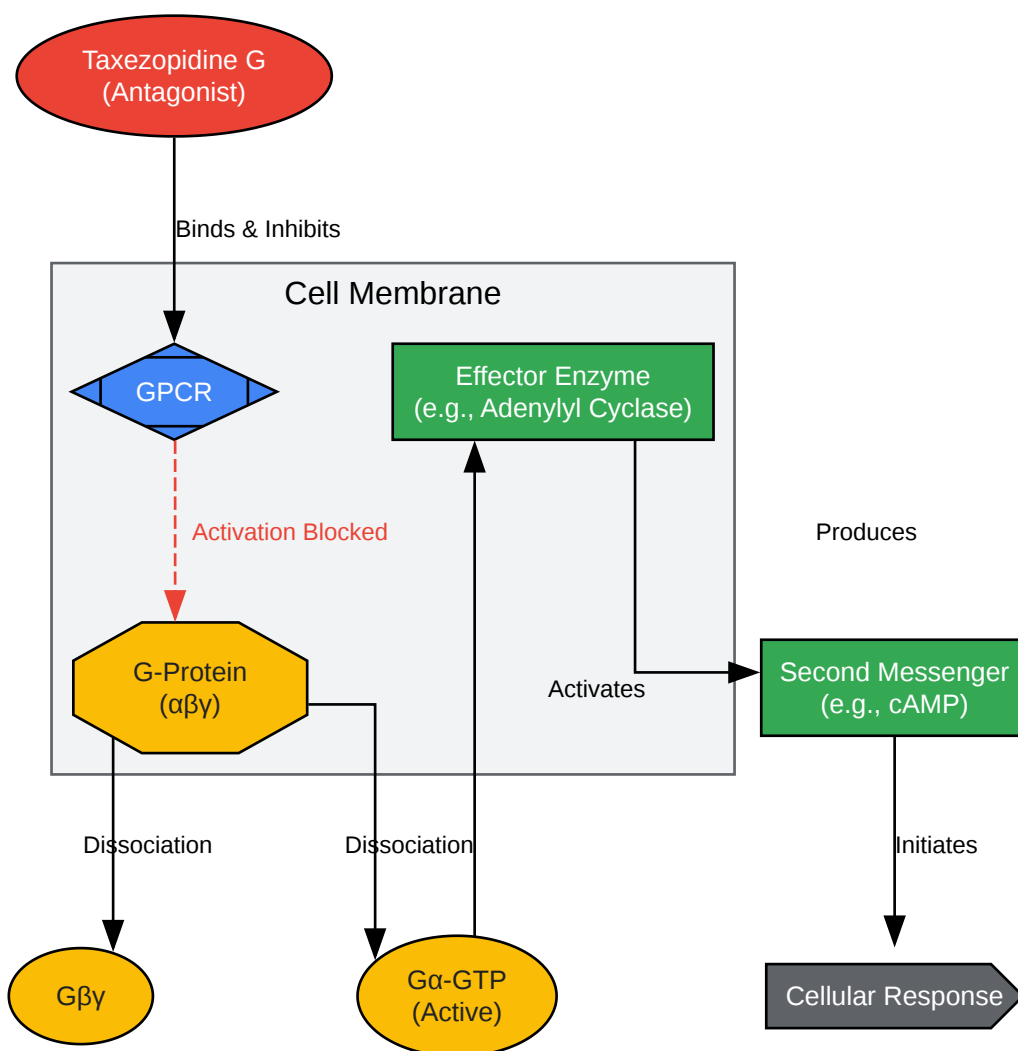 Taxezopidine G
(Antagonist)
Binds & Inhibits
Cell Membrane
GPCR
Effector Enzyme
(e.g., Adenylyl Cyclase)
Activation Blocked
Produces
G-Protein
(αβγ)
Activates
Second Messenger
(e.g., cAMP)
Dissociation
Dissociation
Initiates
Gβγ
Gα-GTP
(Active)
Cellular Response